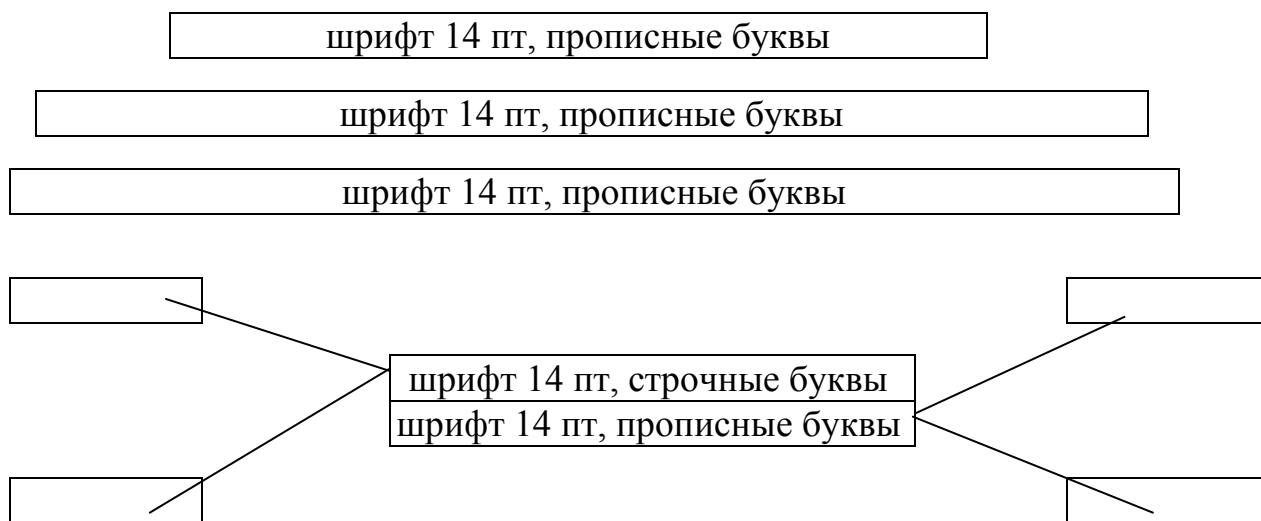 шрифт 14 пт, прописные буквы
шрифт 14 пт, прописные буквы
шрифт 14 пт, прописные буквы
шрифт 14 пт, строчные буквы
шрифт 14 пт, прописные буквы